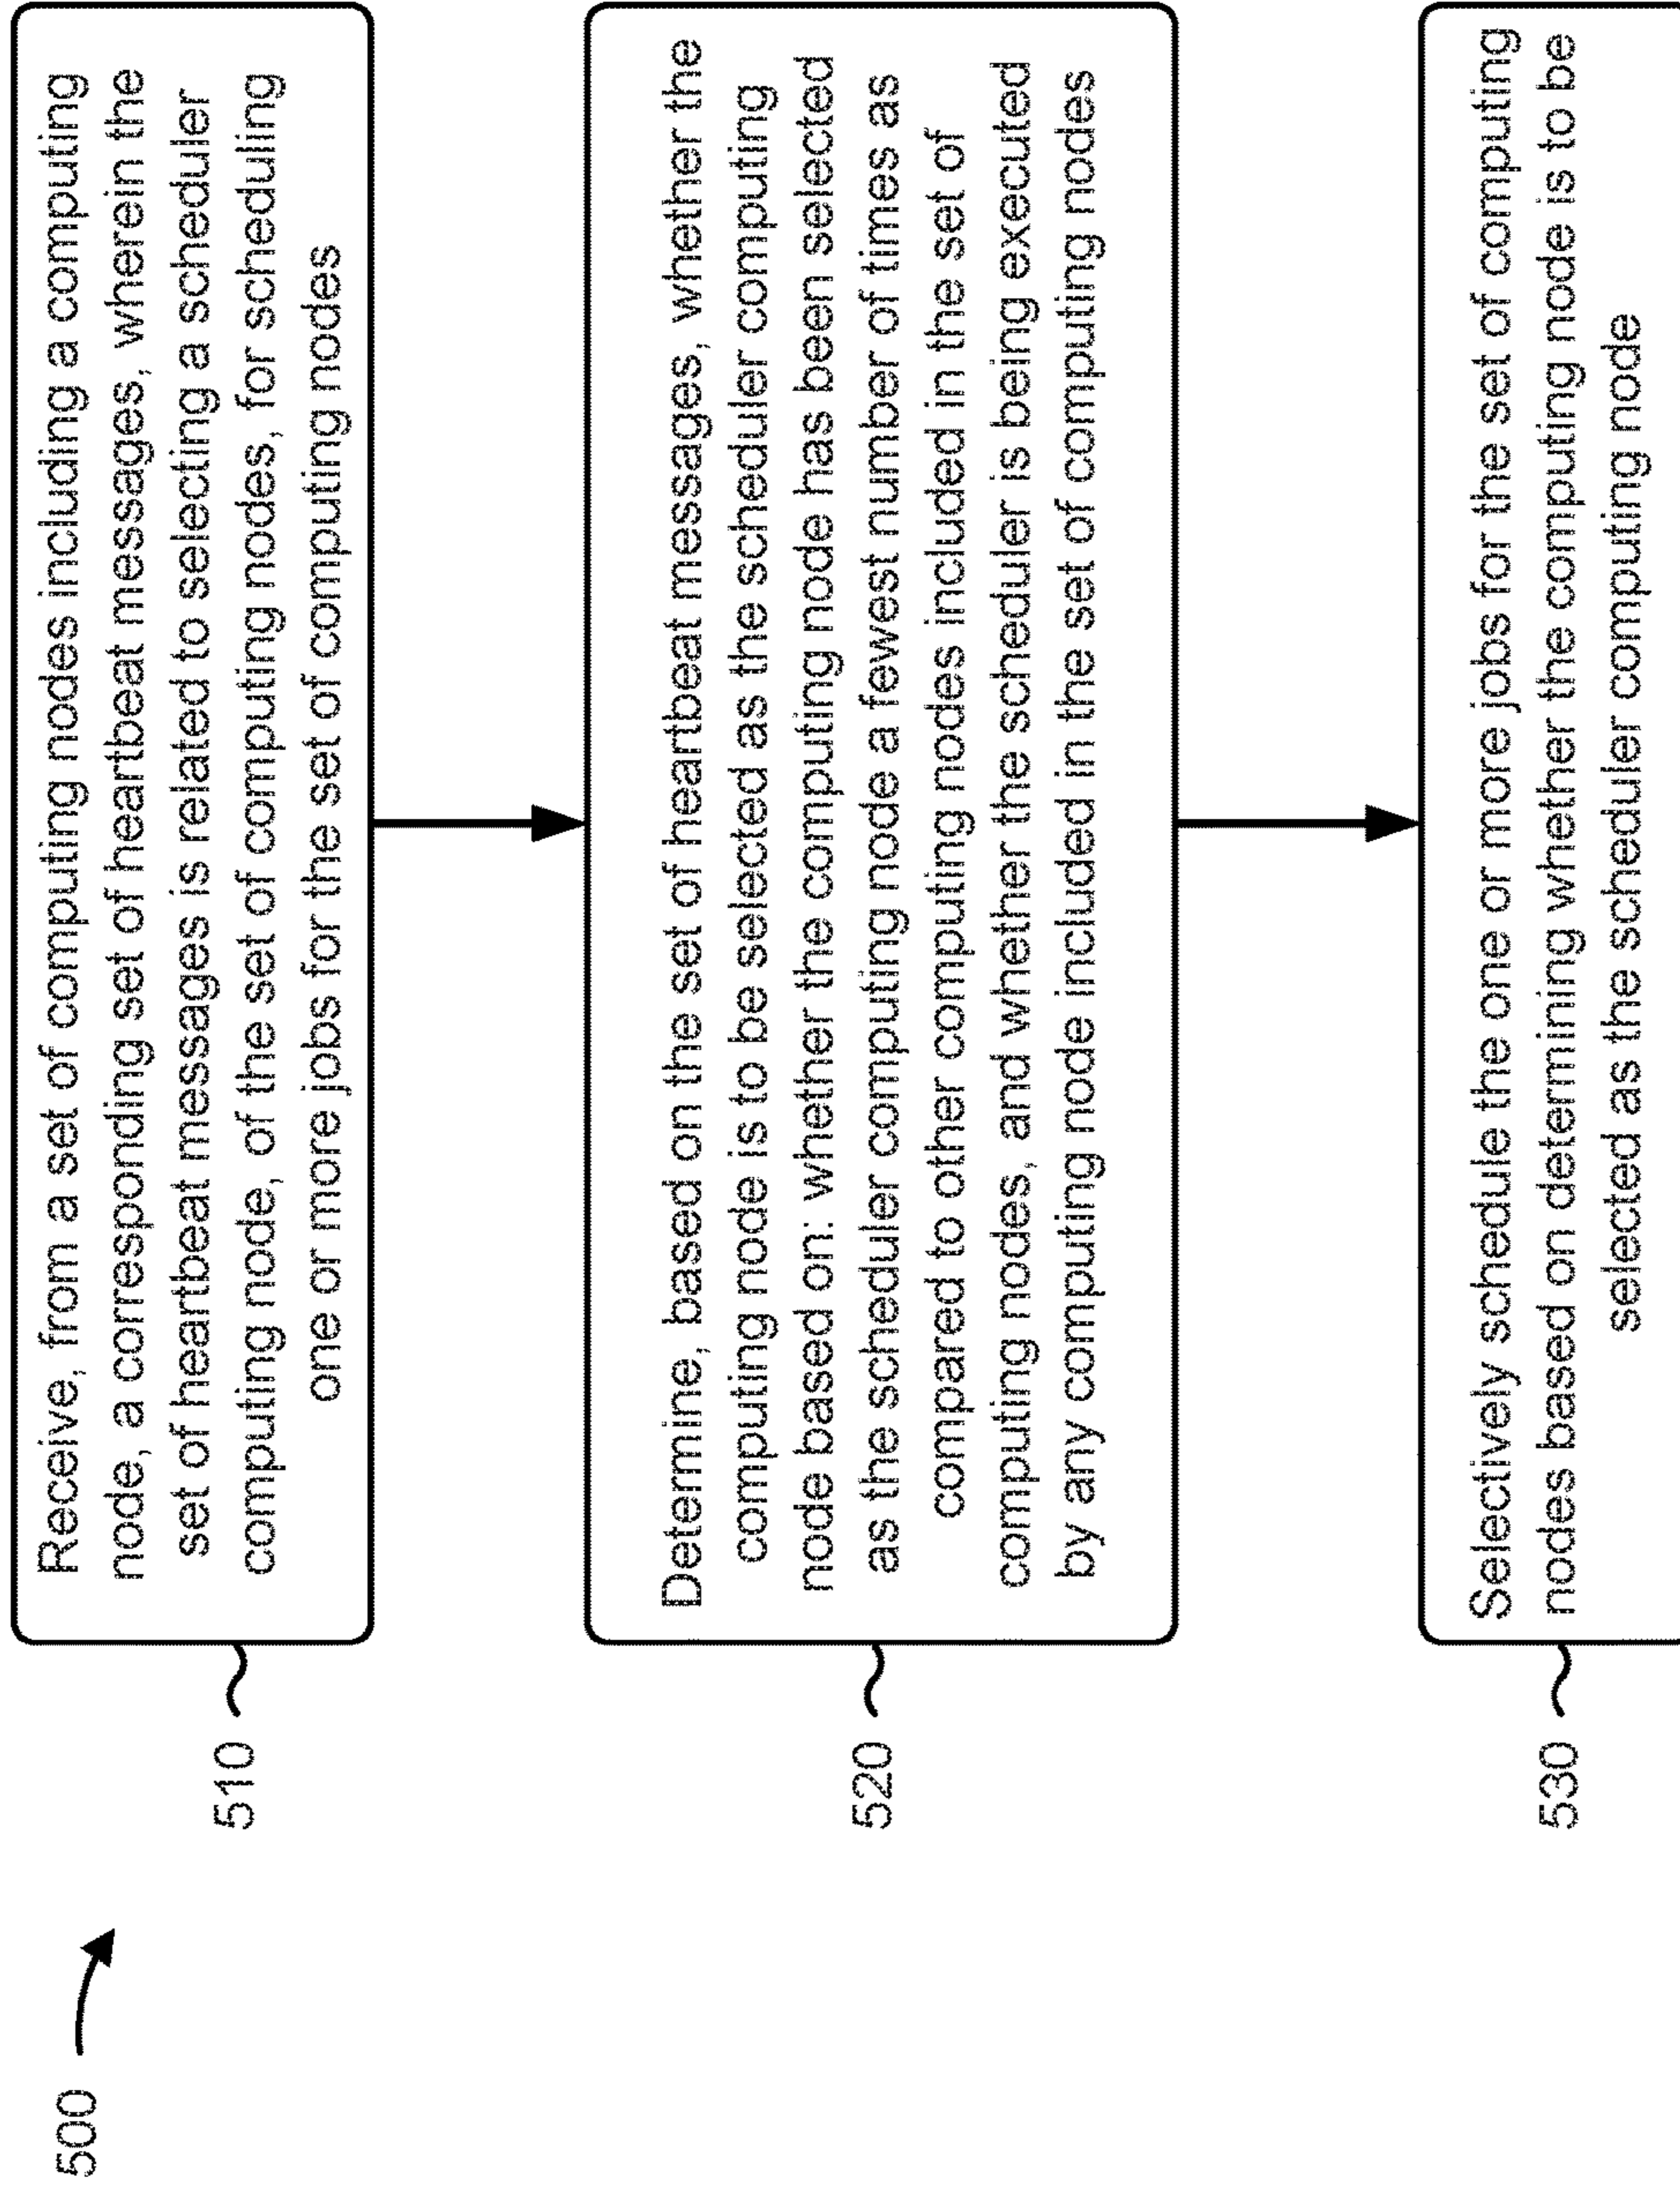 500
510
Receive, from a set of computing nodes including a computing
node, a corresponding set of heartbeat messages, wherein the
set of heartbeat messages is related to selecting a scheduler
computing node, of the set of computing nodes, for scheduling
one or more jobs for the set of computing nodes
520
Determine, based on the set of heartbeat messages, whether the
computing node is to be selected as the scheduler computing
node based on: whether the computing node has been selected
as the scheduler computing node a fewest number of times as
compared to other computing nodes included in the set of
computing nodes, and whether the scheduler is being executed
by any computing node included in the set of computing nodes
530
Selectively schedule the one or more jobs for the set of computing
nodes based on determining whether the computing node is to be
selected as the scheduler computing node